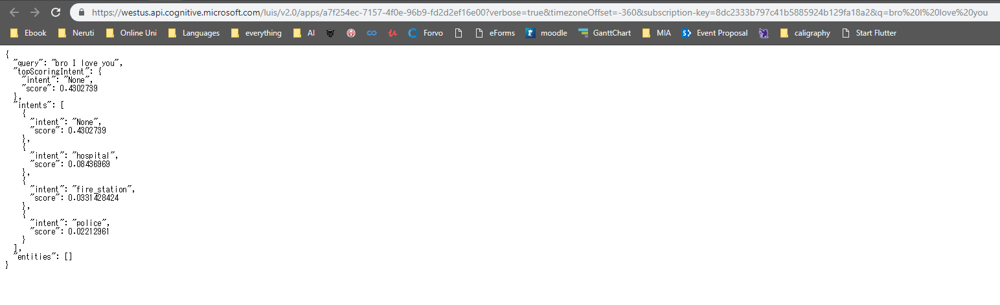 https://westus.api.cognitive.microsoft.com/luis/v2.0/apps/a7f254ec-7157-4f0e-96b9-fd2d2ef16e00?verbose=true&timezoneOffset=-360&subscription-key=8dc2333b797c41b5885924b129fa18a2&q=bro%20I%20love%20you
Ebook Neruti Online Uni Languages everything AI Forvo eForms moodle GanttChart MIA Event Proposal caligraphy Start Flutter
{
  "query": "bro I love you",
  "topScoringIntent": {
    "intent": "None",
    "score": 0.4302739
  },
  "intents": [
    {
      "intent": "None",
      "score": 0.4302739
    },
    {
      "intent": "hospital",
      "score": 0.08436969
    },
    {
      "intent": "fire_station",
      "score": 0.0331428424
    },
    {
      "intent": "police",
      "score": 0.02212961
    }
  ],
  "entities": []
}